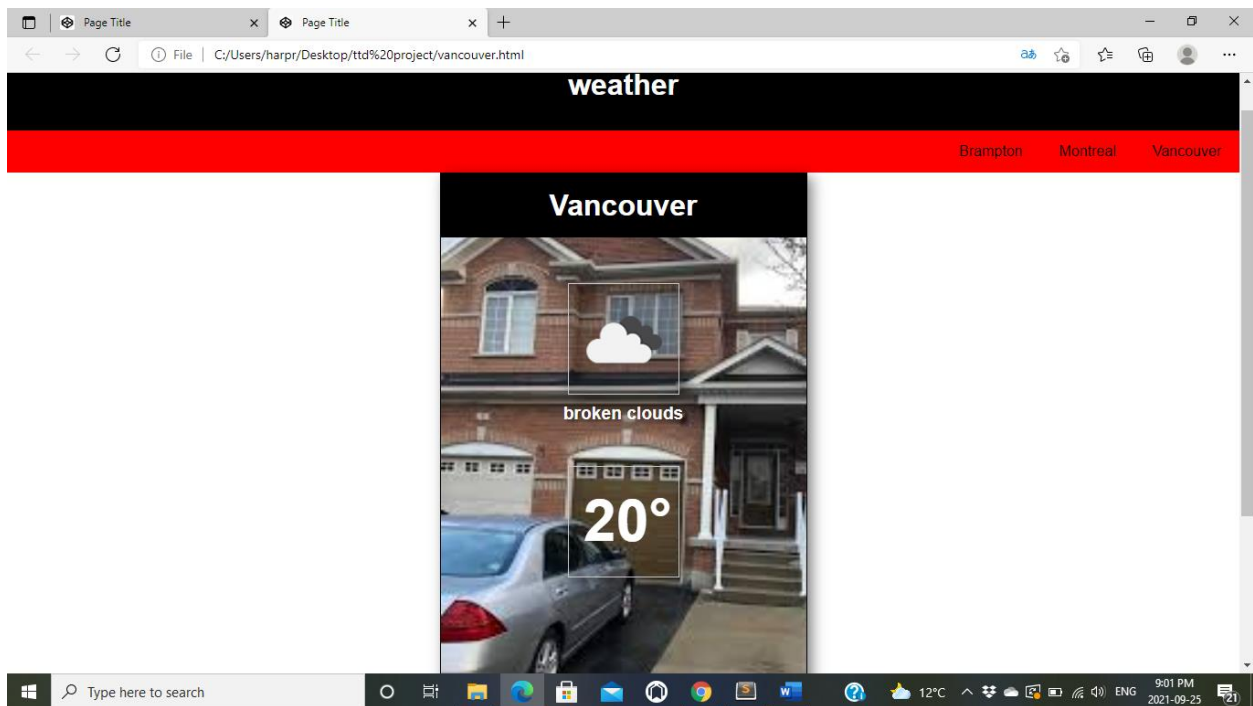 Page Title
Page Title
File C:/Users/harpr/Desktop/ttd%20project/vancouver.html
weather
Brampton Montreal Vancouver
Vancouver
broken clouds
20°
Type here to search
12°C ENG 9:01 PM
2021-09-25
21